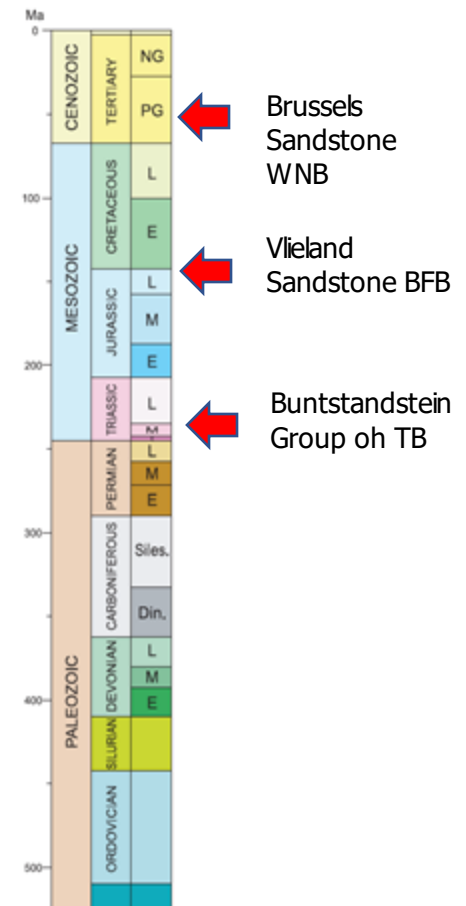 Ma
0
100
200
300
400
500
CENOZOIC
MESOZOIC
PALEOZOIC
TERTIARY
CRETACEOUS
JURASSIC
TRIASSIC
PERMIAN
CARBONIFEROUS
DEVONIAN
SILURIAN
ORDOVICIAN
NG
PG
L
E
L
M
E
L
M
L
M
E
Siles.
Din.
L
M
E
Brussels
Sandstone
WNB
Vlieland
Sandstone BFB
Buntstandstein
Group oh TB